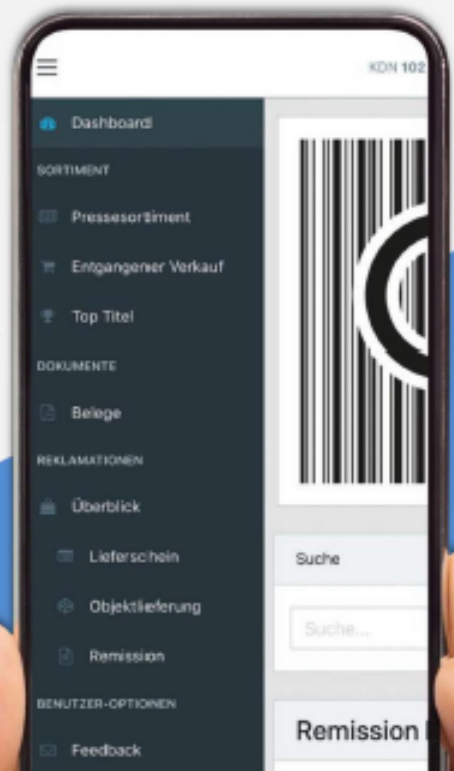 KDN 102
Dashboard
SORTIMENT
Pressesortiment
Entgangener Verkauf
Top Titel
DOKUMENTE
Belege
REKLAMATIONEN
Überblick
Lieferschein
Objektlieferung
Remission
BENUTZER-OPTIONEN
Feedback
Suche
Suche...
Remission